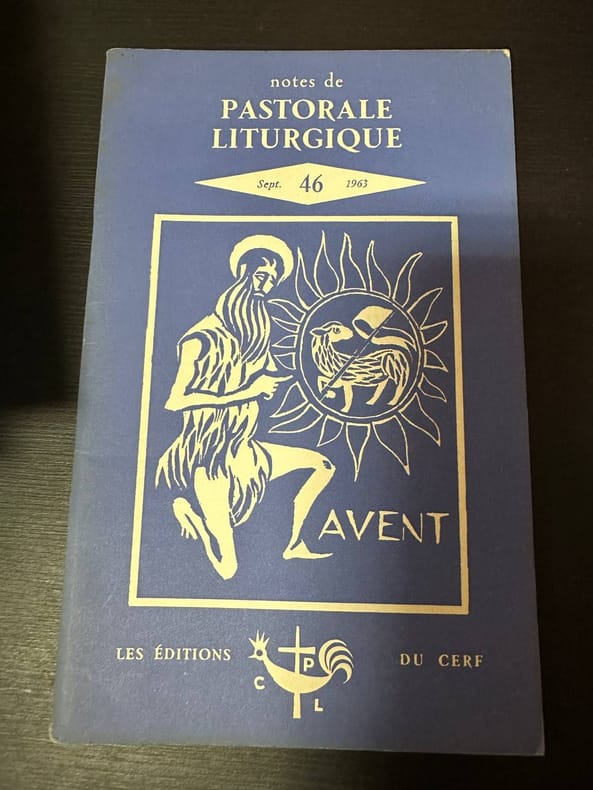 notes de
PASTORALE
LITURGIQUE
Sept. 46 1963
AVENT
LES ÉDITIONS DU CERF
C P L